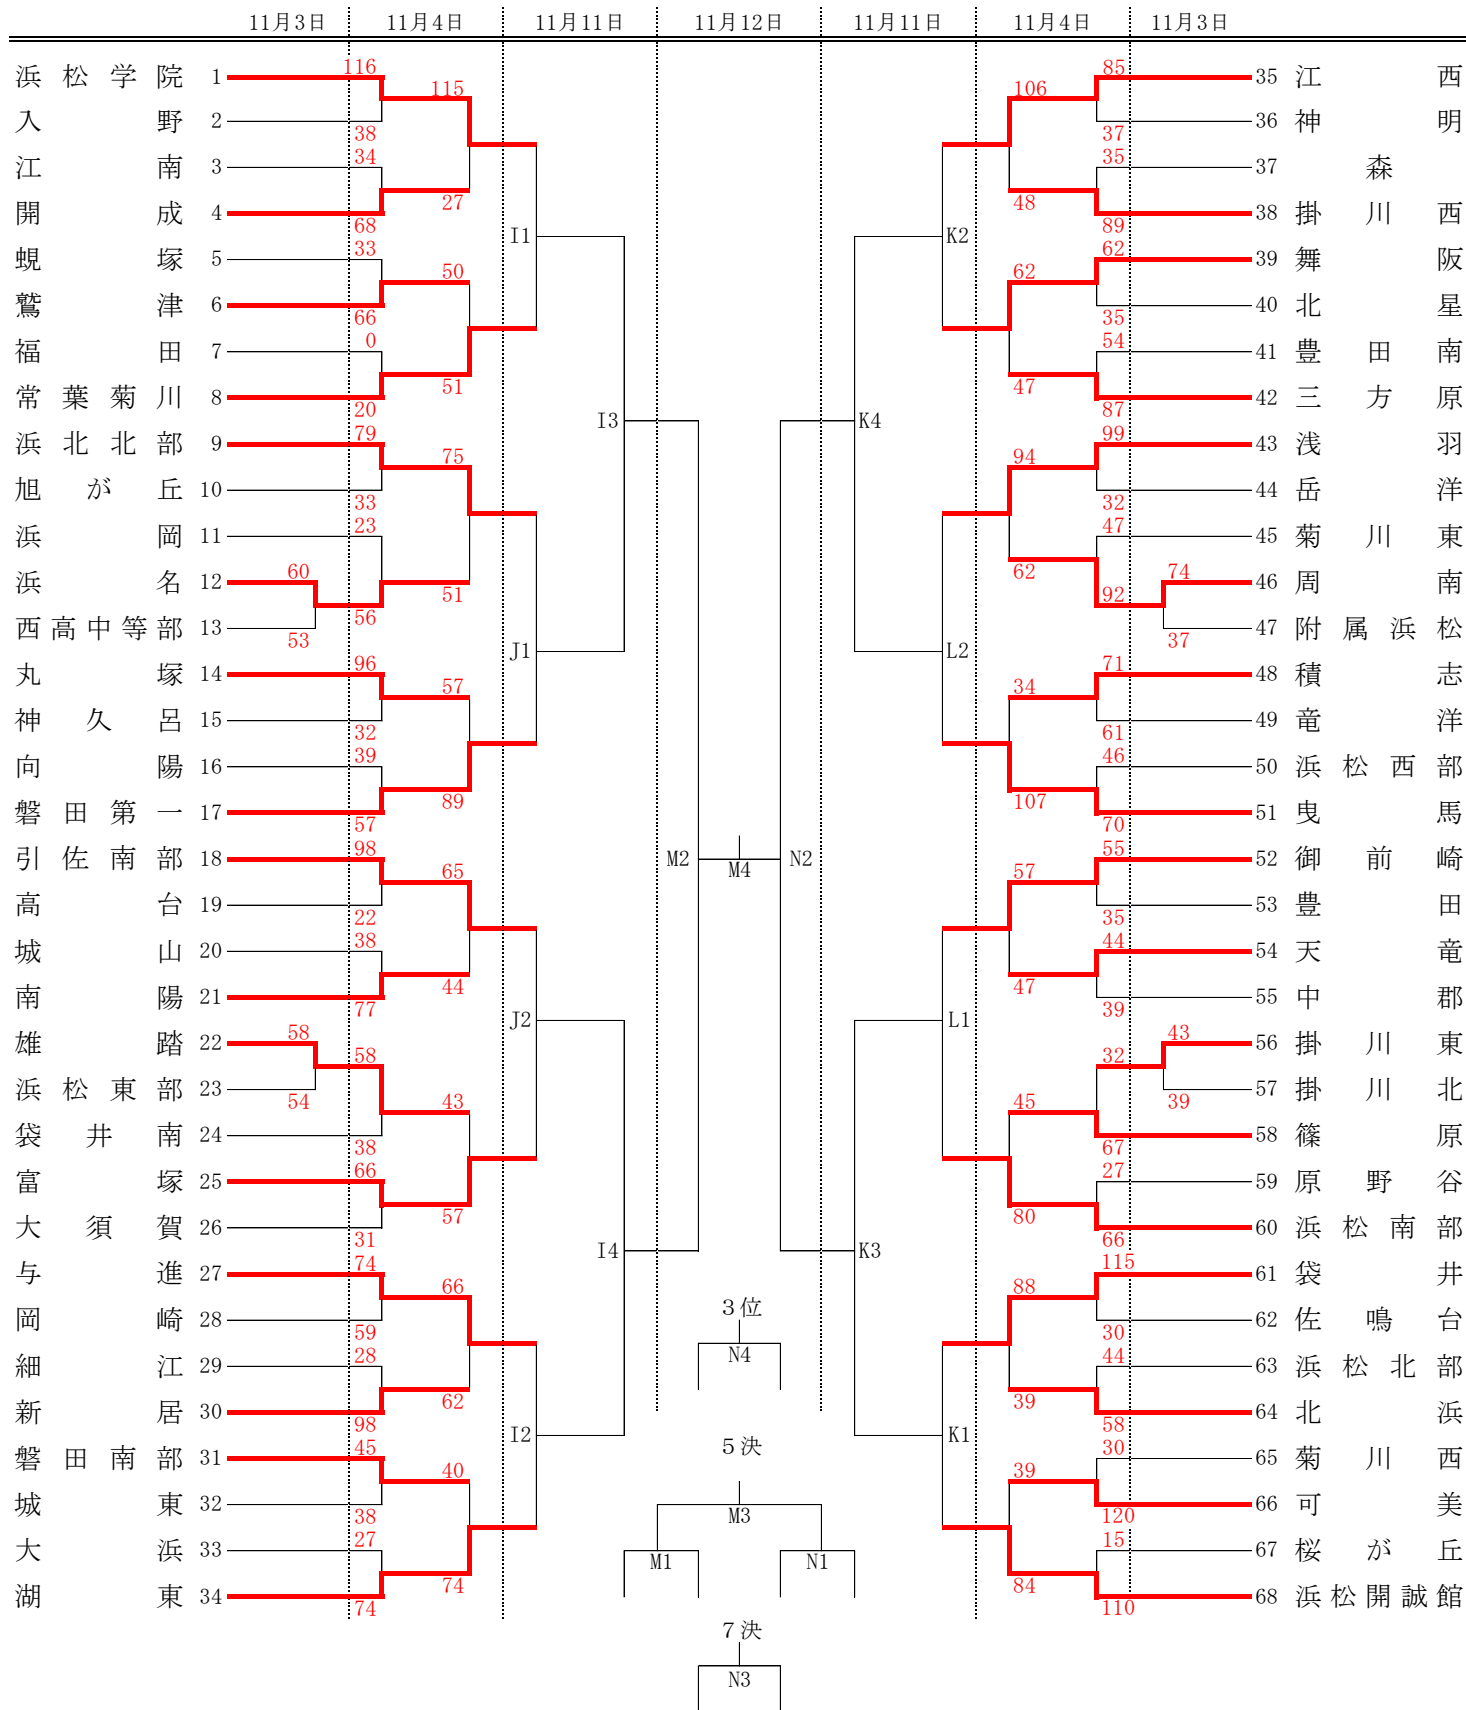 11月3日 11月4日 11月11日 11月12日 11月11日 11月4日 11月3日
116 85
浜松学院 1 115 106 35 江西
入野 2 36 神明
38 37
34 35
江南 3 37 森
開成 4 27 48 38 掛川西
68 89
33 I1 K2 62
蜆塚 5 39 舞阪
50 62
鷲津 6 40 北星
66 35
0 54
福田 7 41 豊田南
51 47
常葉菊川 8 42 三方原
20 87
79 I3 K4 99
浜北北部 9 43 浅羽
75 94
旭が丘 10 44 岳洋
33 32
23 47
浜岡 11 45 菊川東
60 62 74
浜名 12 51 92 46 周南
56
西高中等部 13 47 附属浜松
53 J1 L2 37
96 71
丸塚 14 57 34 48 積志
神久呂 15 49 竜洋
32 61
39 46
向陽 16 50 浜松西部
89 107
磐田第一 17 51 曳馬
57 70
98 55
引佐南部 18 M2 M4 N2 52 御前崎
65 57
高台 19 53 豊田
22 35
38 44
城山 20 54 天竜
44 47
南陽 21 55 中郡
77 39
J2 L1
58 43
雄踏 22 58 32 56 掛川東
浜松東部 23 57 掛川北
54 39
43 45
袋井南 24 58 篠原
38 67
66 27
富塚 25 59 原野谷
57 80
大須賀 26 60 浜松南部
31 66
74 I4 K3 115
与進 27 61 袋井
66 88
岡崎 28 3位 62 佐鳴台
59 30
28 N4 44
細江 29 63 浜松北部
62 39
新居 30 64 北浜
98 58
45 I2 5決 K1 30
磐田南部 31 65 菊川西
40 39
城東 32 66 可美
38 M3 120
27 15
大浜 33 M1 N1 67 桜が丘
74 84
湖東 34 68 浜松開誠館
74 110
7決
N3